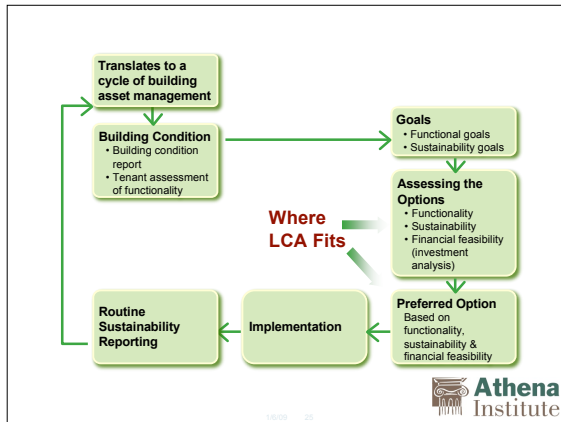 Translates to a
cycle of building
asset management
Building Condition
• Building condition
report
• Tenant assessment
of functionality
Goals
• Functional goals
• Sustainability goals
Assessing the
Options
• Functionality
• Sustainability
• Financial feasibility
(investment
analysis)
Where
LCA Fits
Preferred Option
Based on
functionality,
sustainability &
financial feasibility
Implementation
Routine
Sustainability
Reporting
Athena
Institute
25